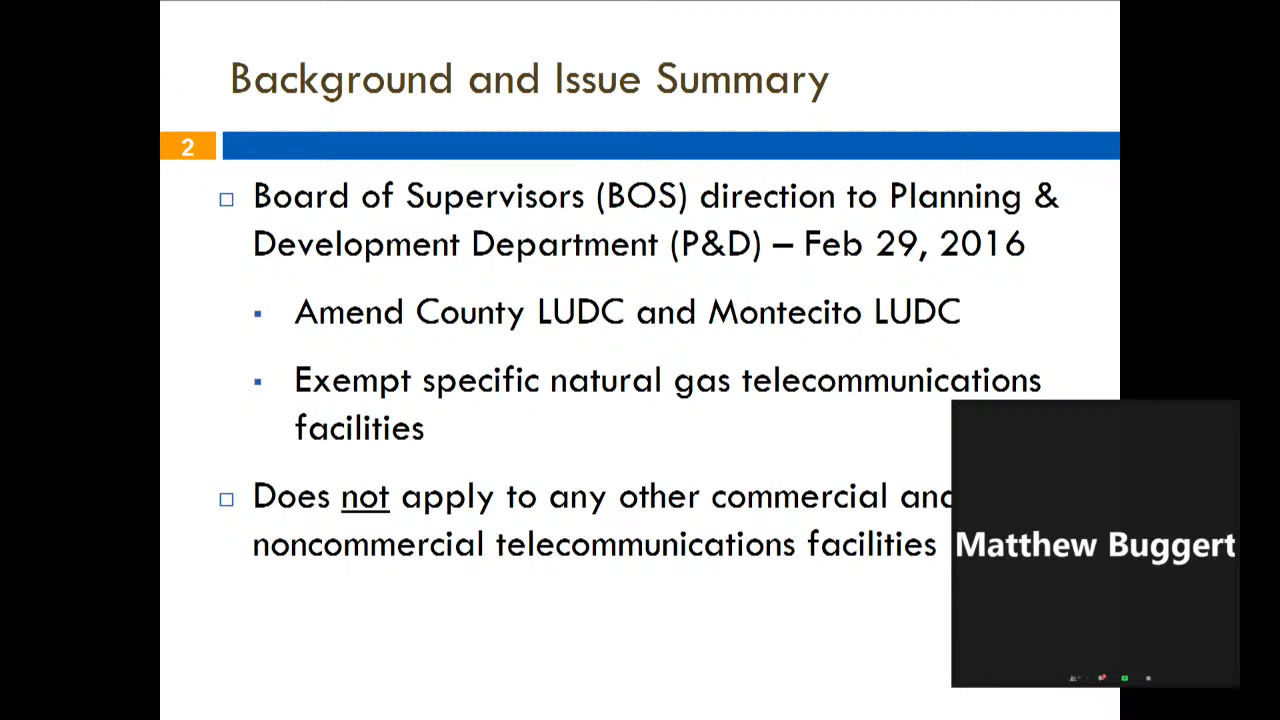 Background and Issue Summary
2
Board of Supervisors (BOS) direction to Planning &
Development Department (P&D) – Feb 29, 2016
Amend County LUDC and Montecito LUDC
Exempt specific natural gas telecommunications
facilities
Does not apply to any other commercial and
noncommercial telecommunications facilities
Matthew Buggert